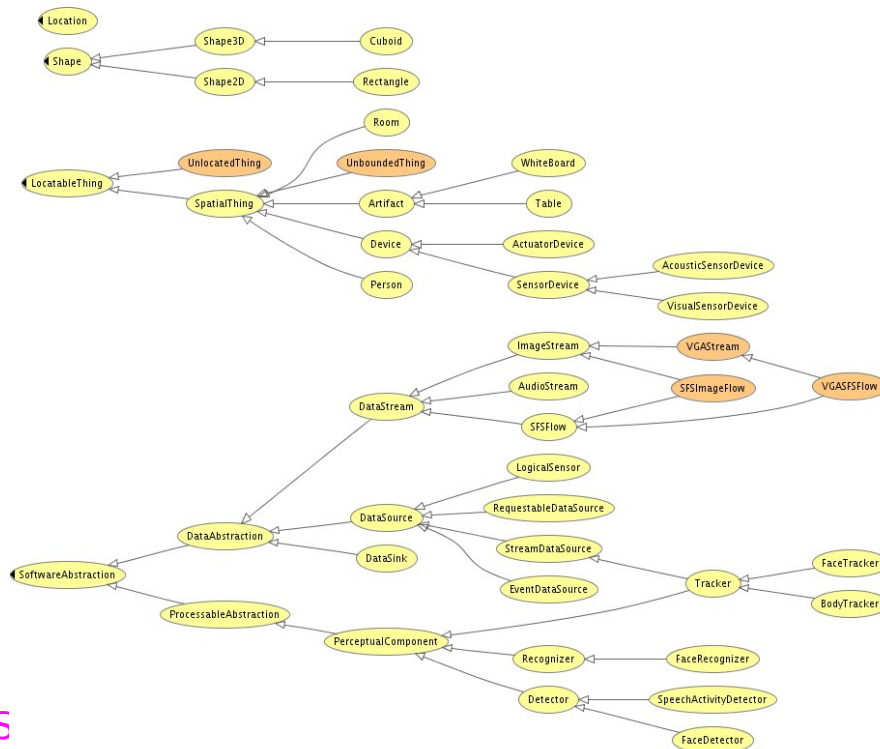 Location
Shape3D
Cuboid
Shape
Shape2D
Rectangle
Room
UnlocatedThing
UnboundedThing
WhiteBoard
LocatableThing
SpatialThing
Artifact
Table
Device
ActuatorDevice
AcousticSensorDevice
Person
SensorDevice
VisualSensorDevice
ImageStream
VGAStream
AudioStream
SFSImageFlow
VGASFSFlow
DataStream
SFSFlow
LogicalSensor
RequestableDataSource
DataSource
DataAbstraction
StreamDataSource
DataSink
FaceTracker
SoftwareAbstraction
Tracker
EventDataSource
BodyTracker
ProcessableAbstraction
PerceptualComponent
Recognizer
FaceRecognizer
Detector
SpeechActivityDetector
FaceDetector
s